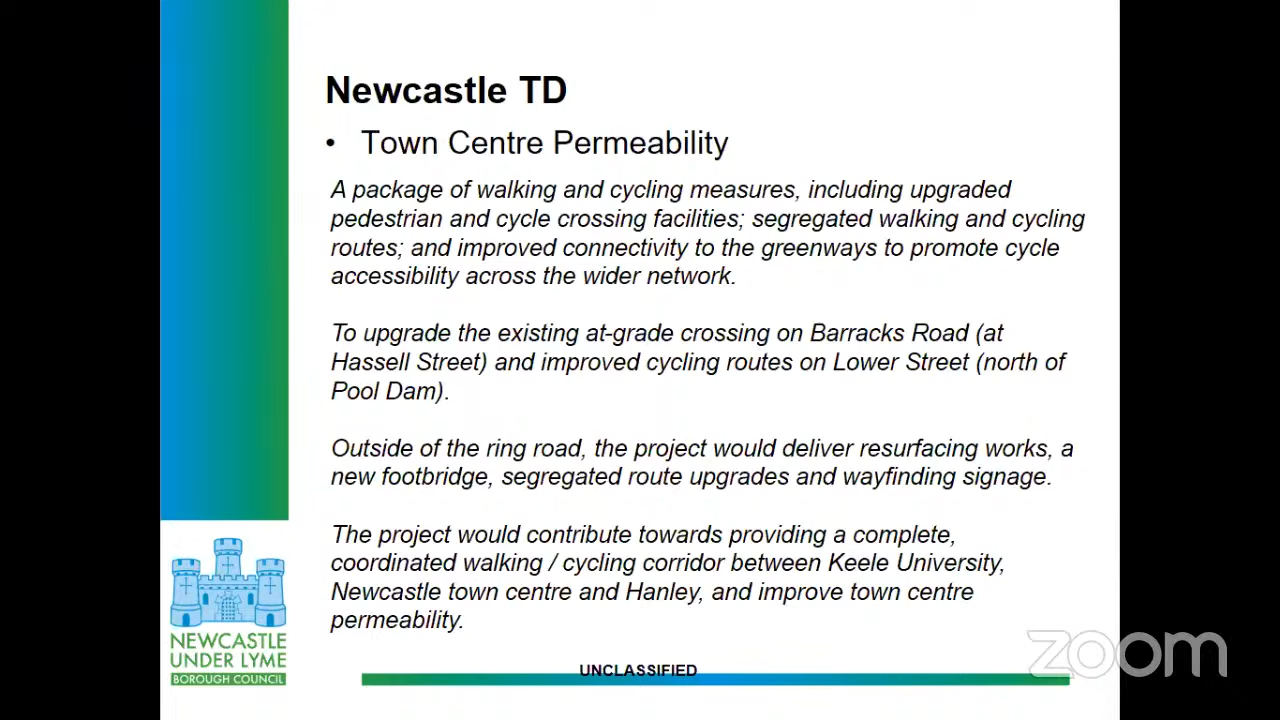 Newcastle TD
• Town Centre Permeability
A package of walking and cycling measures, including upgraded
pedestrian and cycle crossing facilities; segregated walking and cycling
routes; and improved connectivity to the greenways to promote cycle
accessibility across the wider network.
To upgrade the existing at-grade crossing on Barracks Road (at
Hassell Street) and improved cycling routes on Lower Street (north of
Pool Dam).
Outside of the ring road, the project would deliver resurfacing works, a
new footbridge, segregated route upgrades and wayfinding signage.
The project would contribute towards providing a complete,
coordinated walking / cycling corridor between Keele University,
Newcastle town centre and Hanley, and improve town centre
permeability.
NEWCASTLE
UNDER LYME
BOROUGH COUNCIL
UNCLASSIFIED
zoom